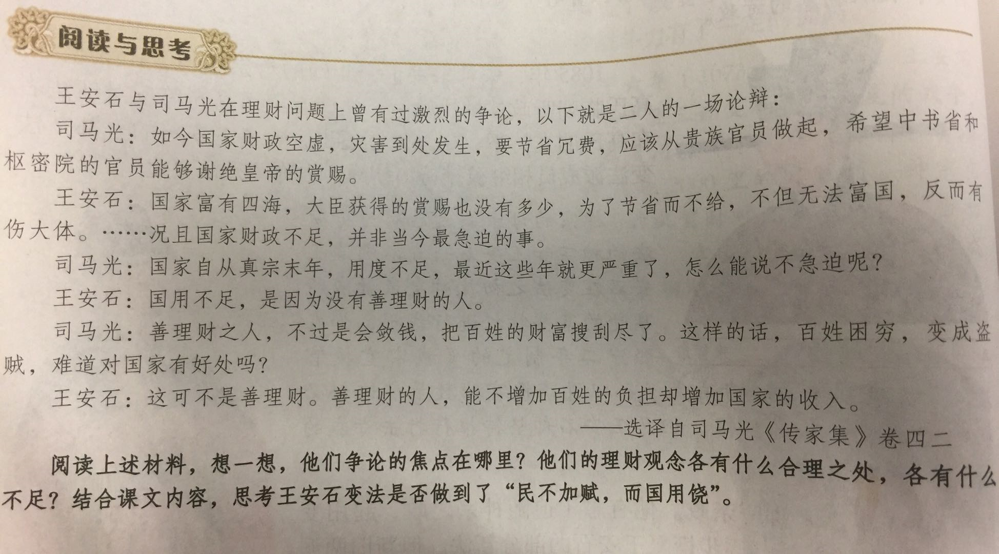 阅读与思考
王安石与司马光在理财问题上曾有过激烈的争论，以下就是二人的一场论辩：
司马光：如今国家财政空虚，灾害到处发生，要节省冗费，应该从贵族官员做起，希望中书省和
枢密院的官员能够谢绝皇帝的赏赐。
王安石：国家富有四海，大臣获得的赏赐也没有多少，为了节省而不给，不但无法富国，反而有
伤大体。……况且国家财政不足，并非当今最急迫的事。
司马光：国家自从真宗末年，用度不足，最近这些年就更严重了，怎么能说不急迫呢？
王安石：国用不足，是因为没有善理财的人。
司马光：善理财之人，不过是会敛钱，把百姓的财富搜刮尽了。这样的话，百姓困穷，变成盗
贼，难道对国家有好处吗？
王安石：这可不是善理财。善理财的人，能不增加百姓的负担却增加国家的收入。
——选译自司马光《传家集》卷四二
阅读上述材料，想一想，他们争论的焦点在哪里？他们的理财观念各有什么合理之处，各有什么
不足？结合课文内容，思考王安石变法是否做到了“民不加赋，而国用饶”。